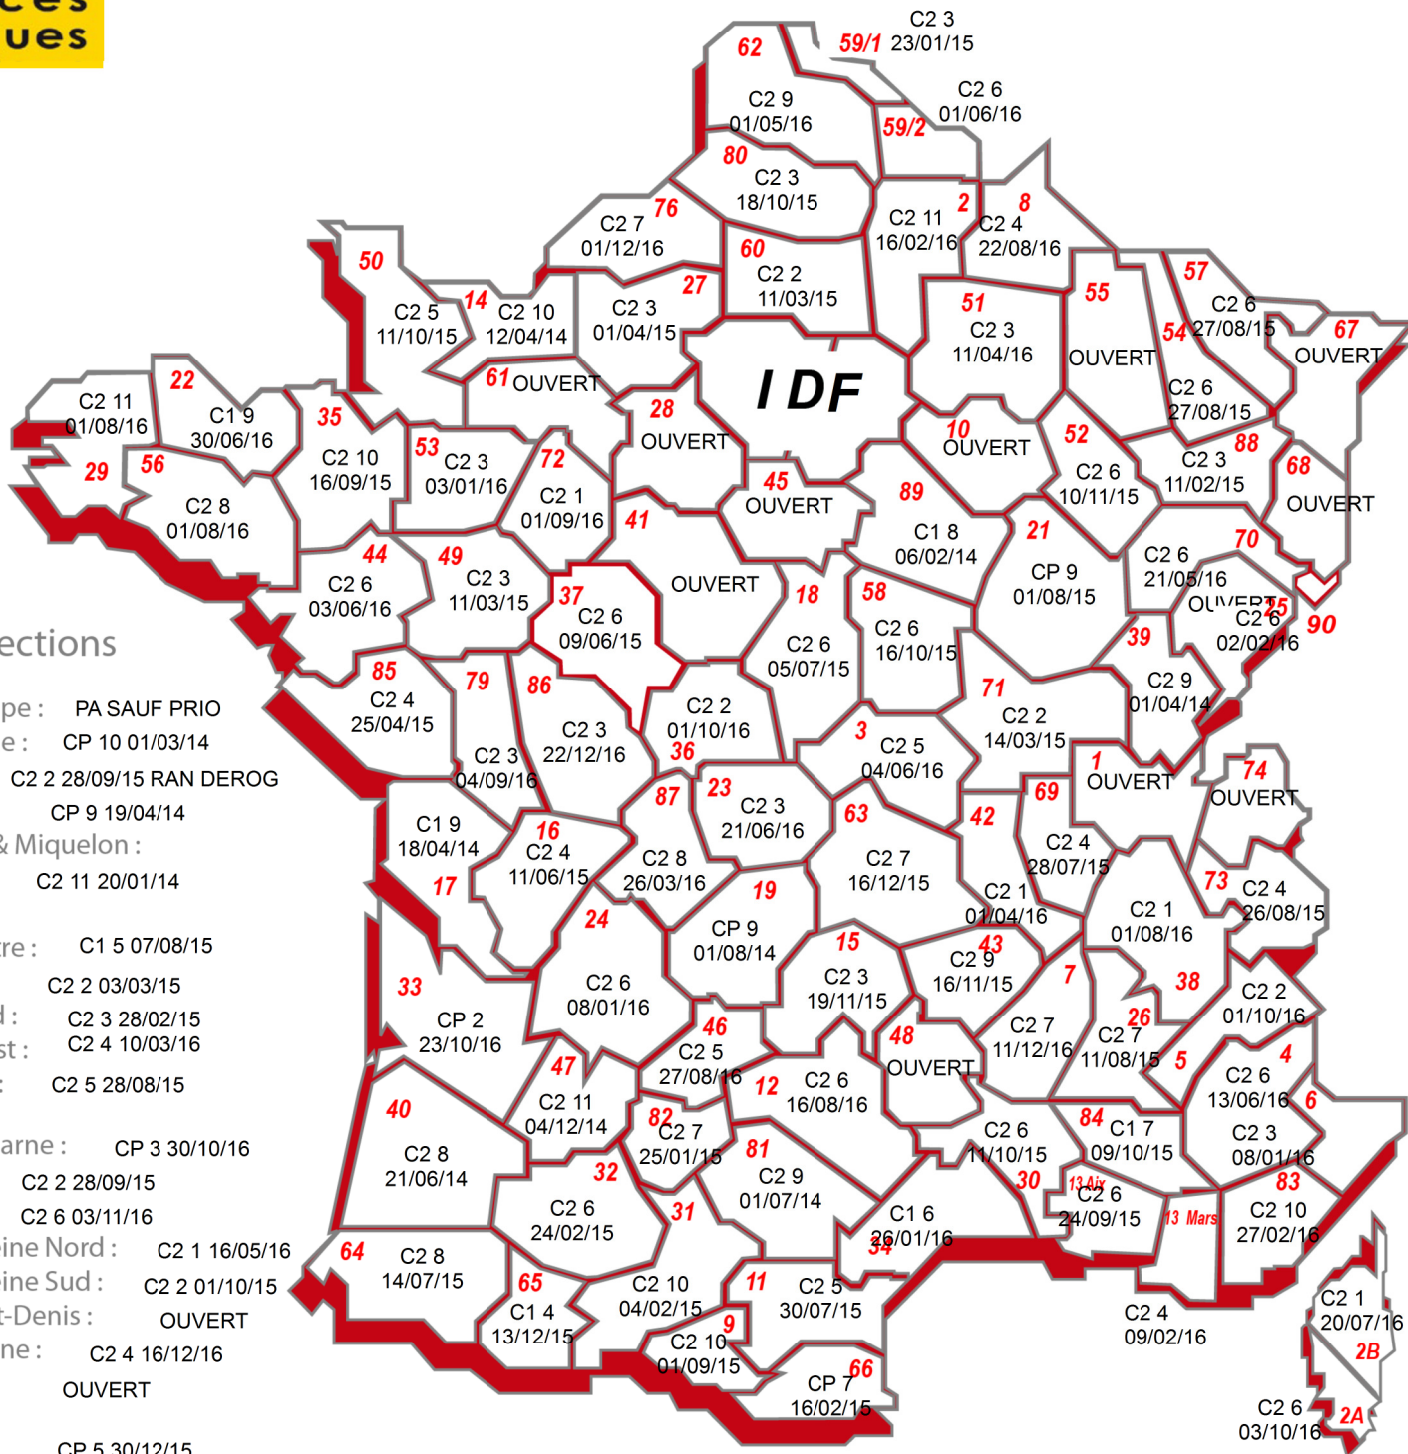 ces
ues
62
C2 9
01/05/16
59/1
C2 3
23/01/15
C2 6
01/06/16
59/2
80
C2 3
18/10/15
76
C2 7
01/12/16
60
C2 2
11/03/15
2
C2 11
16/02/16
8
C2 4
22/08/16
50
C2 5
11/10/15
14
C2 10
12/04/14
27
C2 3
01/04/15
51
C2 3
11/04/16
55
OUVERT
57
C2 6
27/08/15
54
C2 6
27/08/15
67
OUVERT
I DF
61
OUVERT
28
OUVERT
22
C1 9
30/06/16
C2 11
01/08/16
29
35
C2 10
16/09/15
56
C2 8
01/08/16
53
C2 3
03/01/16
72
C2 1
01/09/16
45
OUVERT
10
OUVERT
52
C2 6
10/11/15
88
C2 3
11/02/15
68
OUVERT
89
C1 8
06/02/14
41
OUVERT
21
CP 9
01/08/15
70
C2 6
21/05/16
OUVERT
25
C2 6
02/02/16
90
44
C2 6
03/06/16
49
C2 3
11/03/15
37
C2 6
09/06/15
18
C2 6
05/07/15
58
C2 6
16/10/15
39
C2 9
01/04/14
85
C2 4
25/04/15
79
C2 3
04/09/16
86
C2 3
22/12/16
C2 2
01/10/16
36
71
C2 2
14/03/15
3
C2 5
04/06/16
1
OUVERT
74
OUVERT
C1 9
18/04/14
17
16
C2 4
11/06/15
87
C2 8
26/03/16
23
C2 3
21/06/16
63
C2 7
16/12/15
42
C2 1
01/04/16
69
C2 4
28/07/15
73
C2 4
26/08/15
C2 1
01/08/16
38
24
C2 6
08/01/16
19
CP 9
01/08/14
15
C2 3
19/11/15
43
C2 9
16/11/15
7
C2 7
11/12/16
26
C2 7
11/08/15
C2 2
01/10/16
5
33
CP 2
23/10/16
47
C2 11
04/12/14
46
C2 5
27/08/16
12
C2 6
16/08/16
48
OUVERT
4
C2 6
13/06/16
6
C2 3
08/01/16
40
C2 8
21/06/14
82
C2 7
25/01/15
81
C2 9
01/07/14
C2 6
11/10/15
30
84
C1 7
09/10/15
13 Aix
C2 6
24/09/15
13 Mars
C2 4
09/02/16
83
C2 10
27/02/16
32
C2 6
24/02/15
31
C2 10
04/02/15
C1 6
26/01/16
34
64
C2 8
14/07/15
65
C1 4
13/12/15
11
C2 5
30/07/15
9
C2 10
01/09/15
66
CP 7
16/02/15
C2 1
20/07/16
2B
C2 6
03/10/16
2A
ections
pe : PA SAUF PRIO
e : CP 10 01/03/14
C2 2 28/09/15 RAN DEROG
CP 9 19/04/14
& Miquelon :
C2 11 20/01/14
tre : C1 5 07/08/15
C2 2 03/03/15
d : C2 3 28/02/15
st : C2 4 10/03/16
: C2 5 28/08/15
arne : CP 3 30/10/16
C2 2 28/09/15
C2 6 03/11/16
eine Nord : C2 1 16/05/16
eine Sud : C2 2 01/10/15
t-Denis : OUVERT
ne : C2 4 16/12/16
OUVERT
CP 5 30/12/15